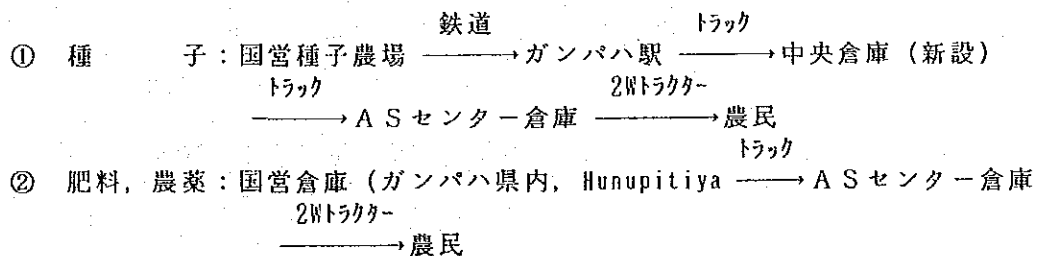 鉄道 トラック
① 種子:国営種子農場 ―――→ ガンパハ駅 ―――→ 中央倉庫 (新設)
トラック 2Wトラクター
―――→ ASセンター倉庫 ―――→ 農民
トラック
② 肥料, 農薬:国営倉庫 (ガンパハ県内, Hunupitiya ―――→ ASセンター倉庫
2Wトラクター
―――→ 農民